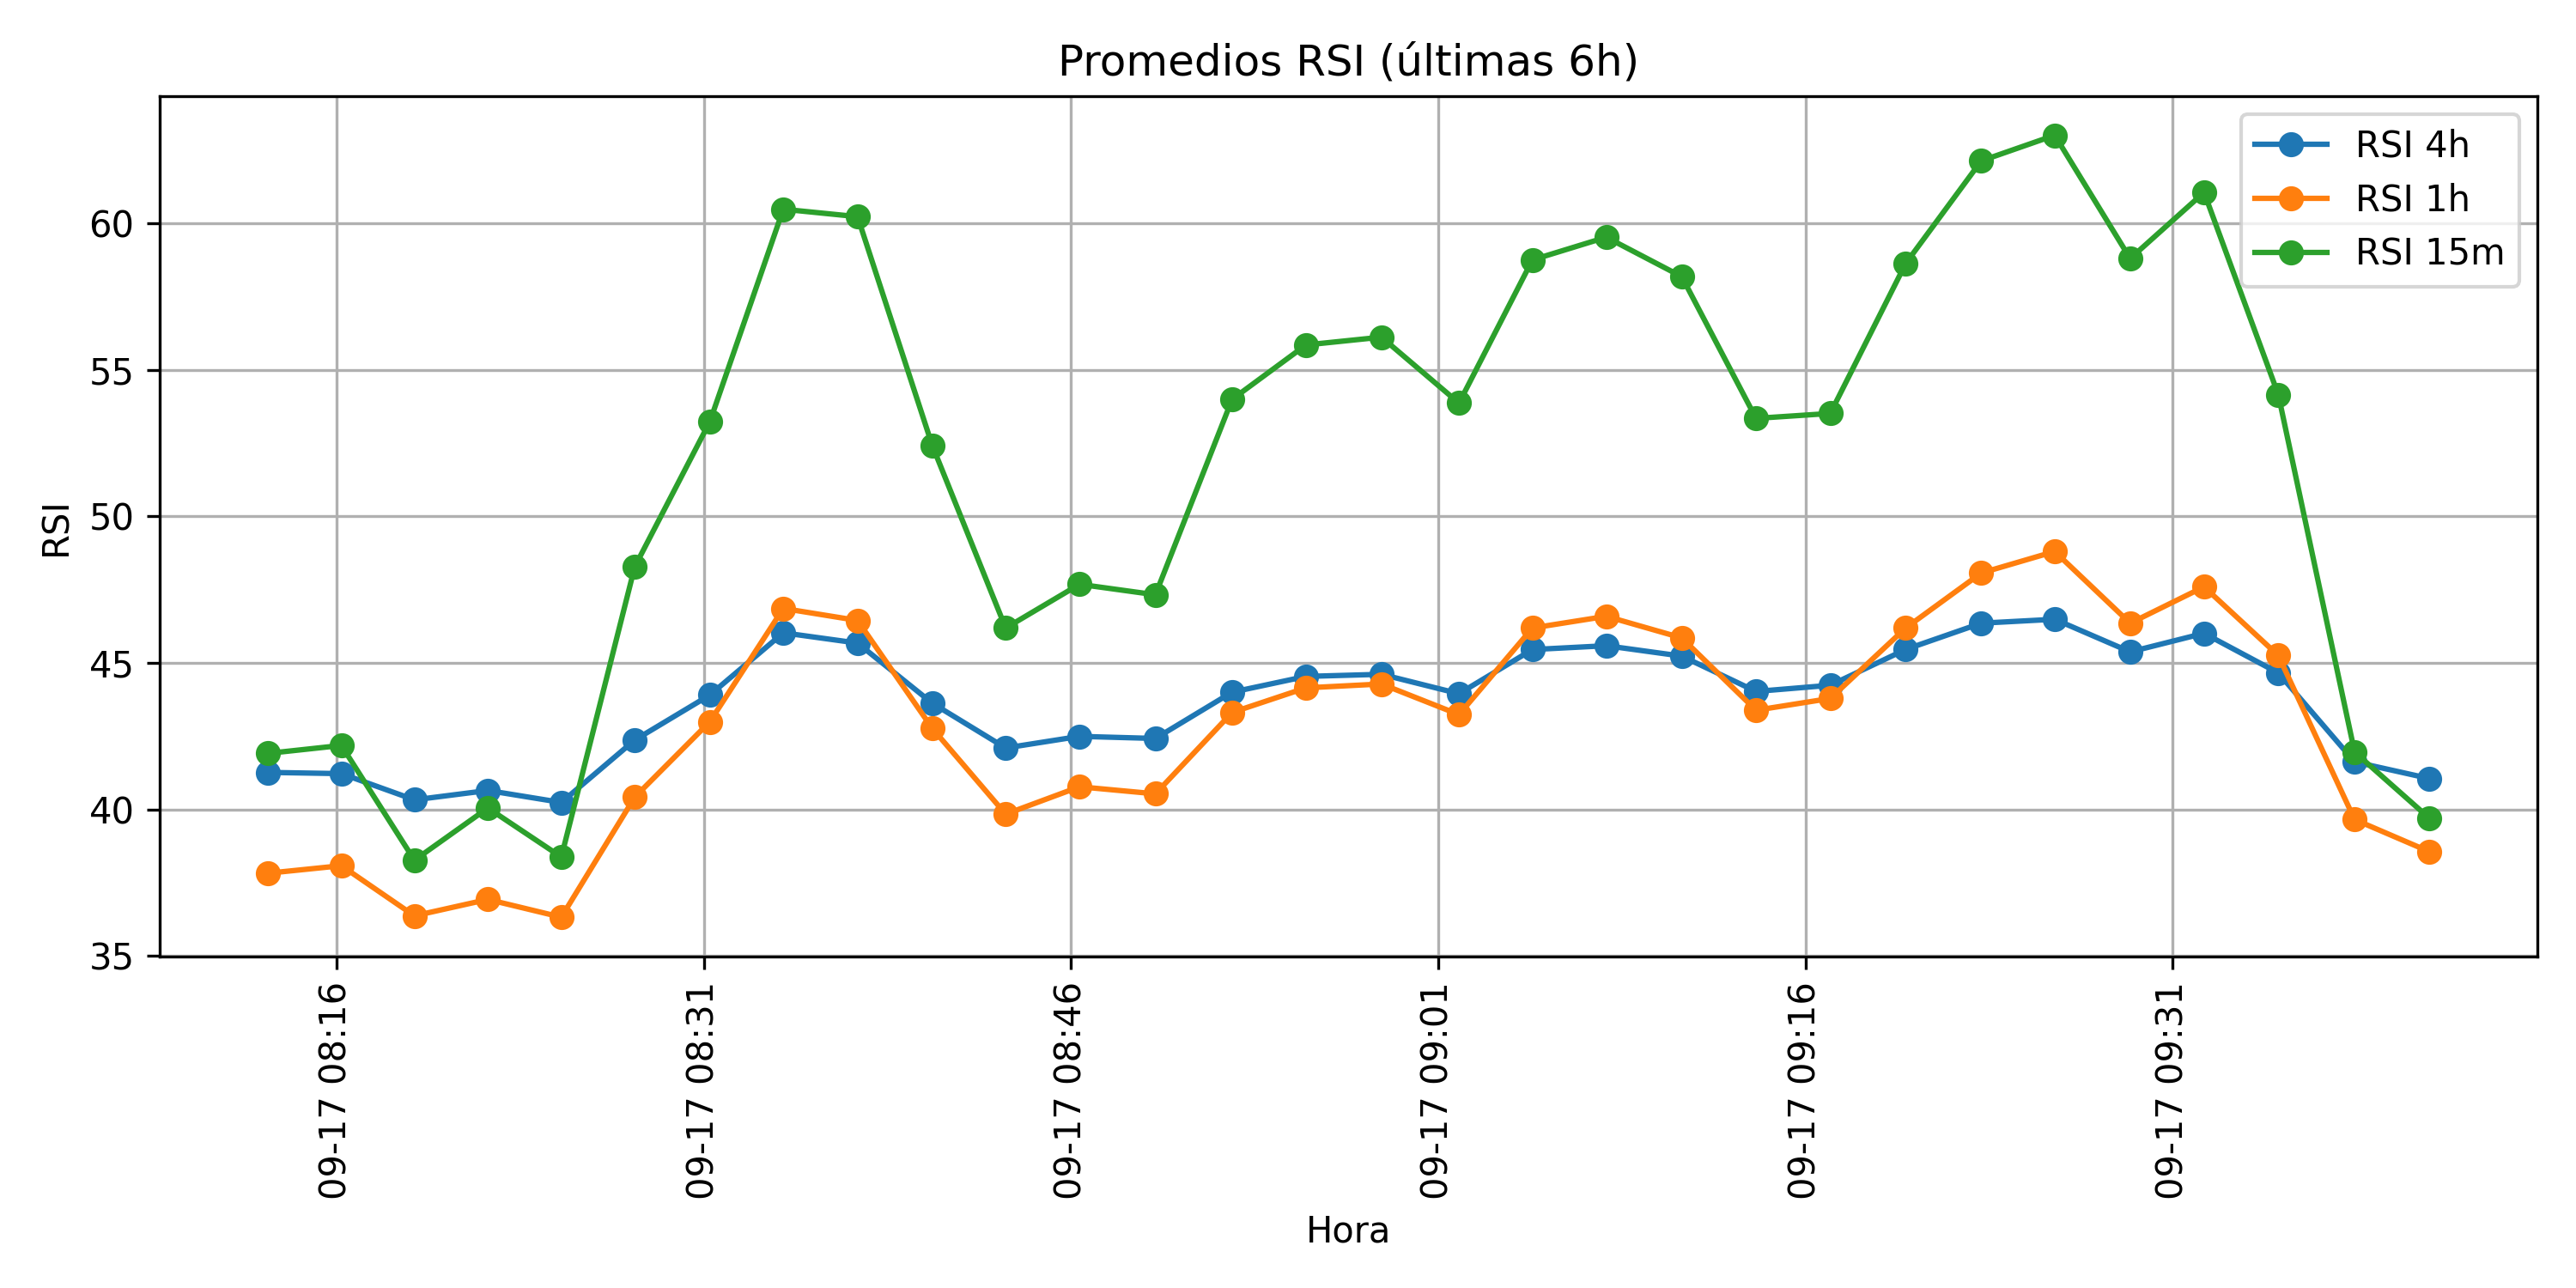 Promedios RSI (últimas 6h)
RSI 4h
RSI 1h
RSI 15m
RSI
60
55
50
45
40
35
09-17 08:16
09-17 08:31
09-17 08:46
09-17 09:01
09-17 09:16
09-17 09:31
Hora